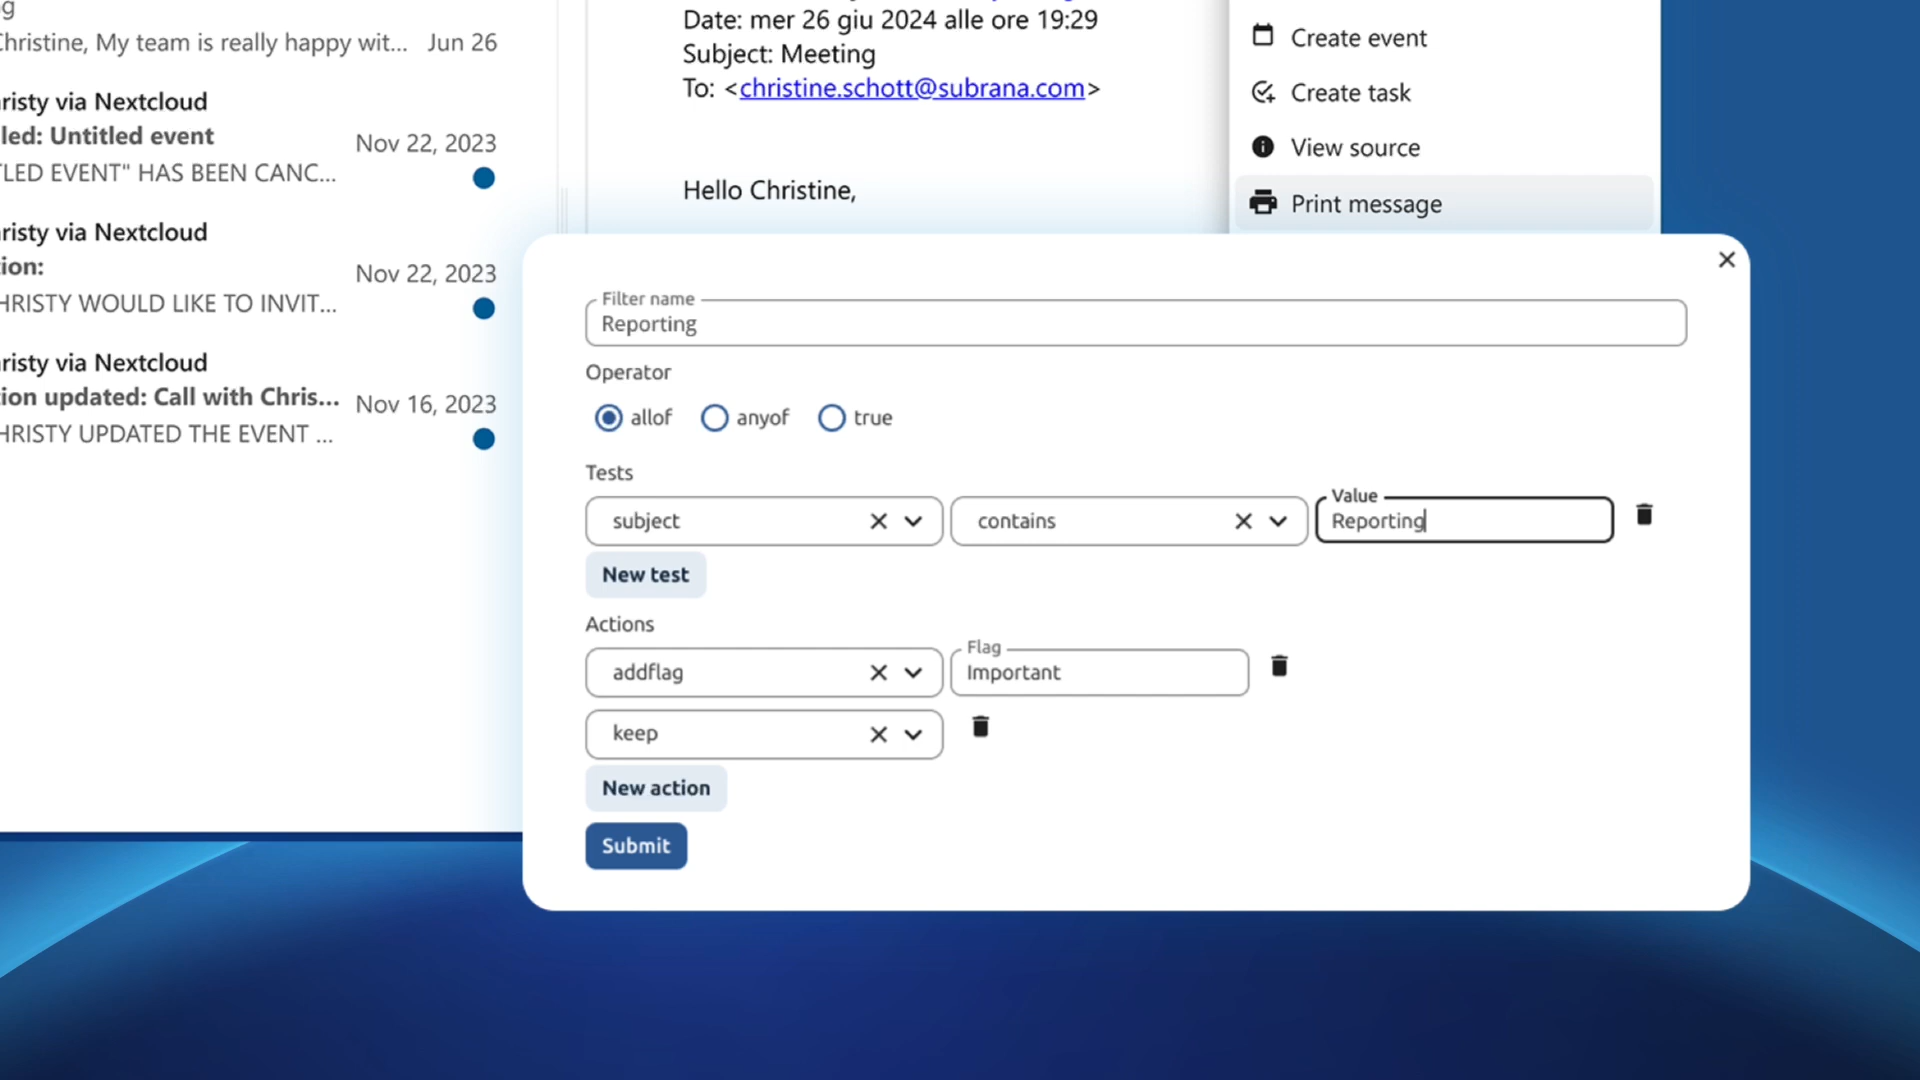 Christine, My team is really happy wit... Jun 26
risty via Nextcloud
led: Untitled event
Nov 22, 2023
TLED EVENT" HAS BEEN CANC...
risty via Nextcloud
tion:
Nov 22, 2023
HRISTY WOULD LIKE TO INVIT...
risty via Nextcloud
tion updated: Call with Chris...
Nov 16, 2023
HRISTY UPDATED THE EVENT ...
Date: mer 26 giu 2024 alle ore 19:29
Subject: Meeting
To: <christine.schott@subrana.com>
Hello Christine,
Create event
Create task
View source
Print message
Filter name
Reporting
Operator
allof anyof true
Tests
Value
subject contains Reporting
New test
Actions
Flag
addflag Important
keep
New action
Submit